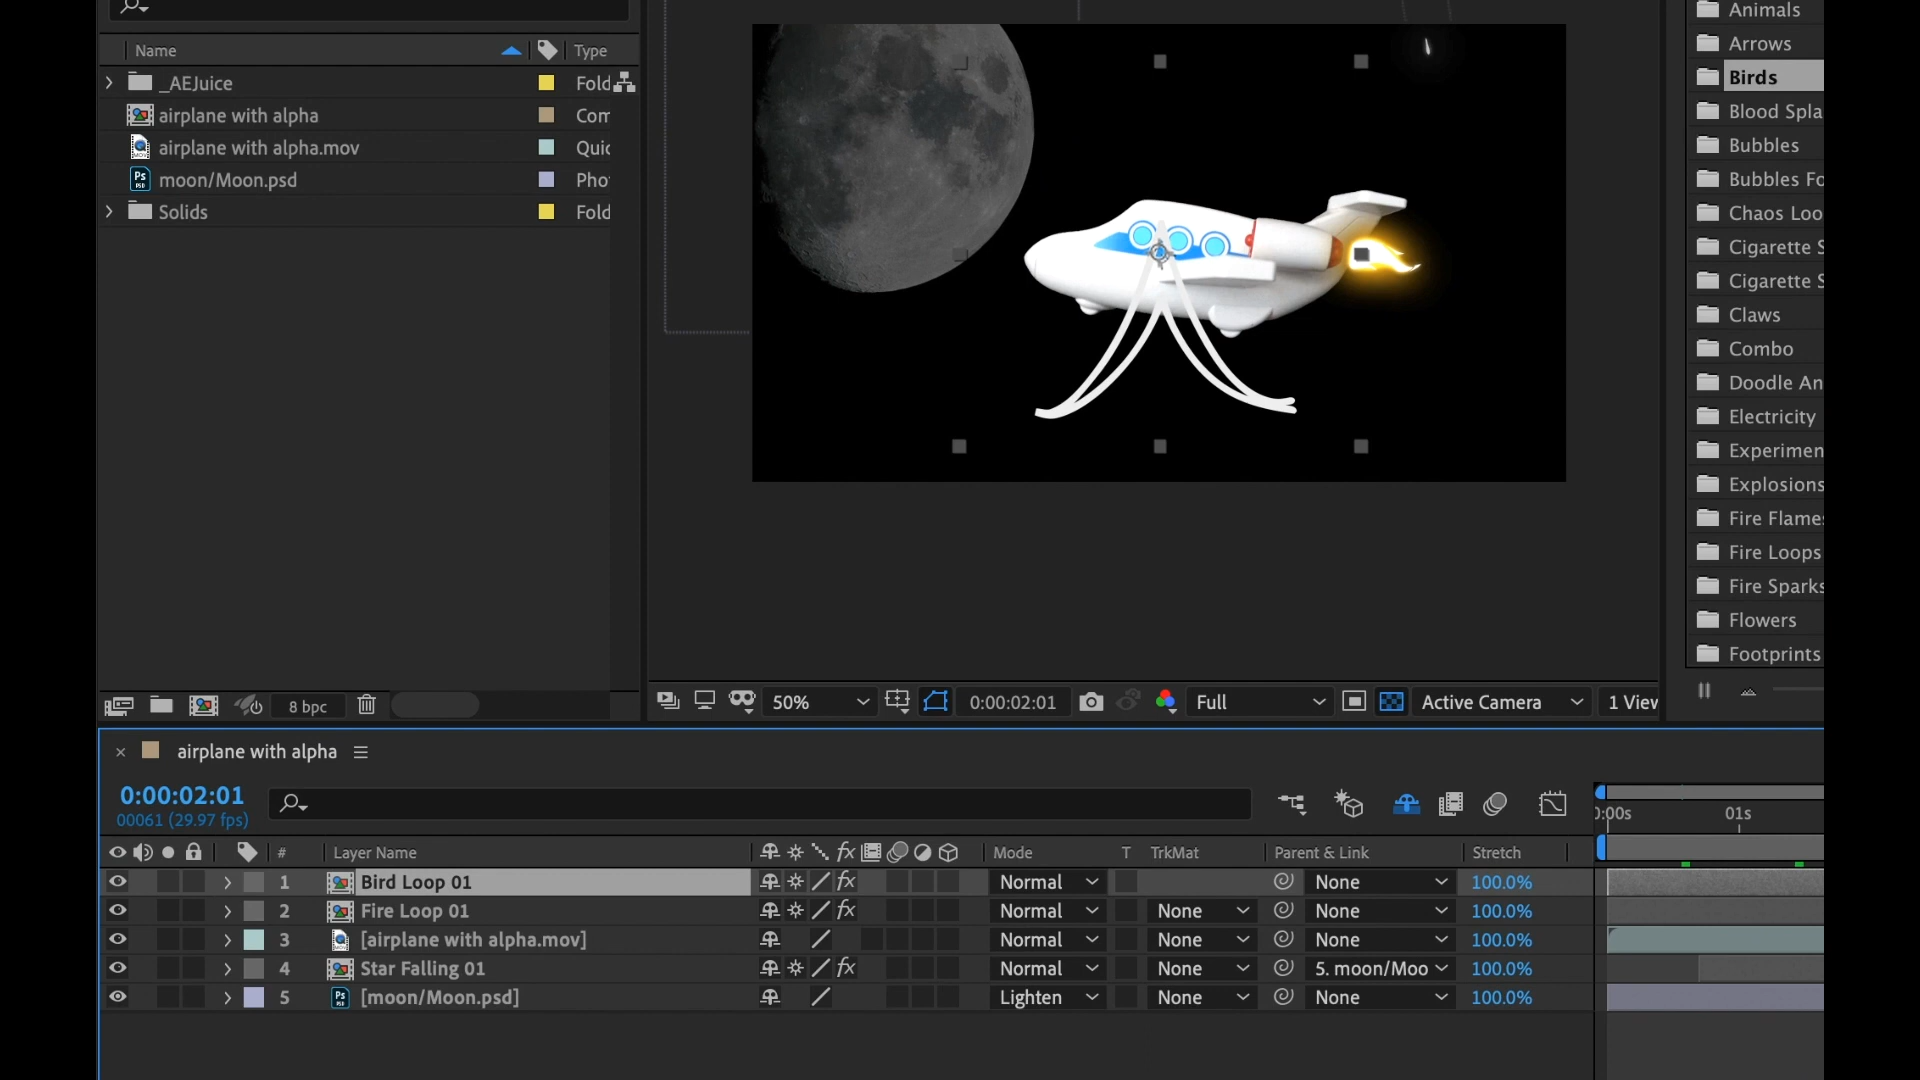 Name Type
_AEJuice Fold
airplane with alpha Com
airplane with alpha.mov Quic
moon/Moon.psd Pho
Solids Fold
8 bpc
50% 0:00:02:01 Full Active Camera 1 View
Animals
Arrows
Birds
Blood Spla
Bubbles
Bubbles Fo
Chaos Loo
Cigarette S
Cigarette S
Claws
Combo
Doodle An
Electricity
Experimen
Explosions
Fire Flames
Fire Loops
Fire Sparks
Flowers
Footprints
airplane with alpha
0:00:02:01
00061 (29.97 fps)
0:00s 01s
# Layer Name fx Mode T TrkMat Parent & Link Stretch
1 Bird Loop 01 fx Normal None 100.0%
2 Fire Loop 01 fx Normal None None 100.0%
3 [airplane with alpha.mov] Normal None None 100.0%
4 Star Falling 01 fx Normal None 5. moon/Moo 100.0%
5 [moon/Moon.psd] Lighten None None 100.0%